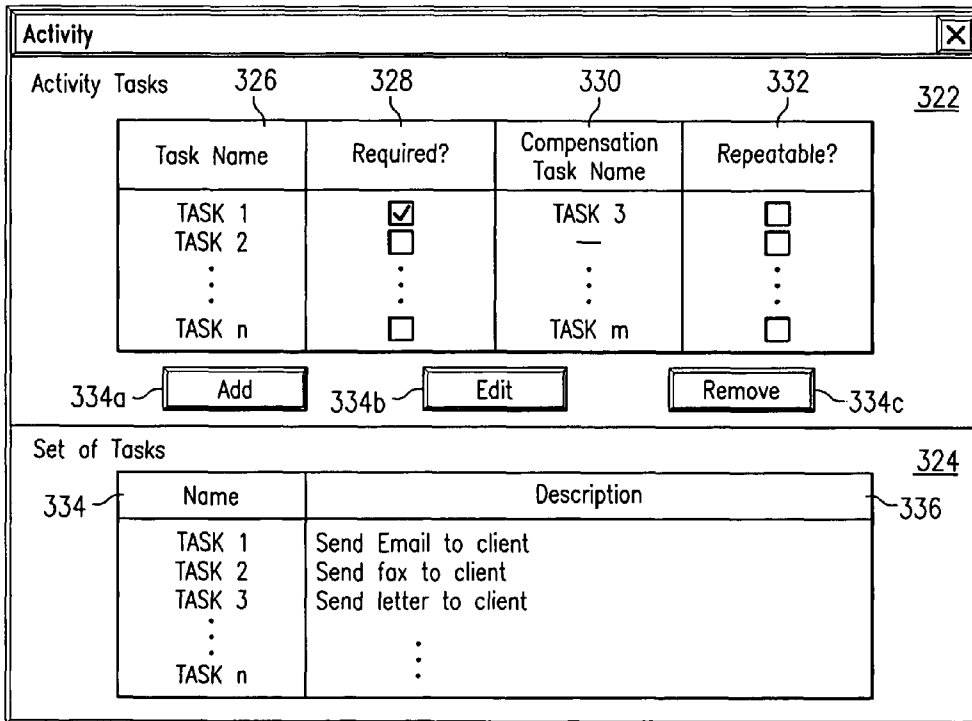 Activity
Activity Tasks 326 328 330 332 322
Task Name Required? Compensation Task Name Repeatable?
TASK 1 TASK 3
TASK 2 —
TASK n TASK m
334a Add 334b Edit Remove 334c
Set of Tasks 324
334 Name Description 336
TASK 1 Send Email to client
TASK 2 Send fax to client
TASK 3 Send letter to client
TASK n